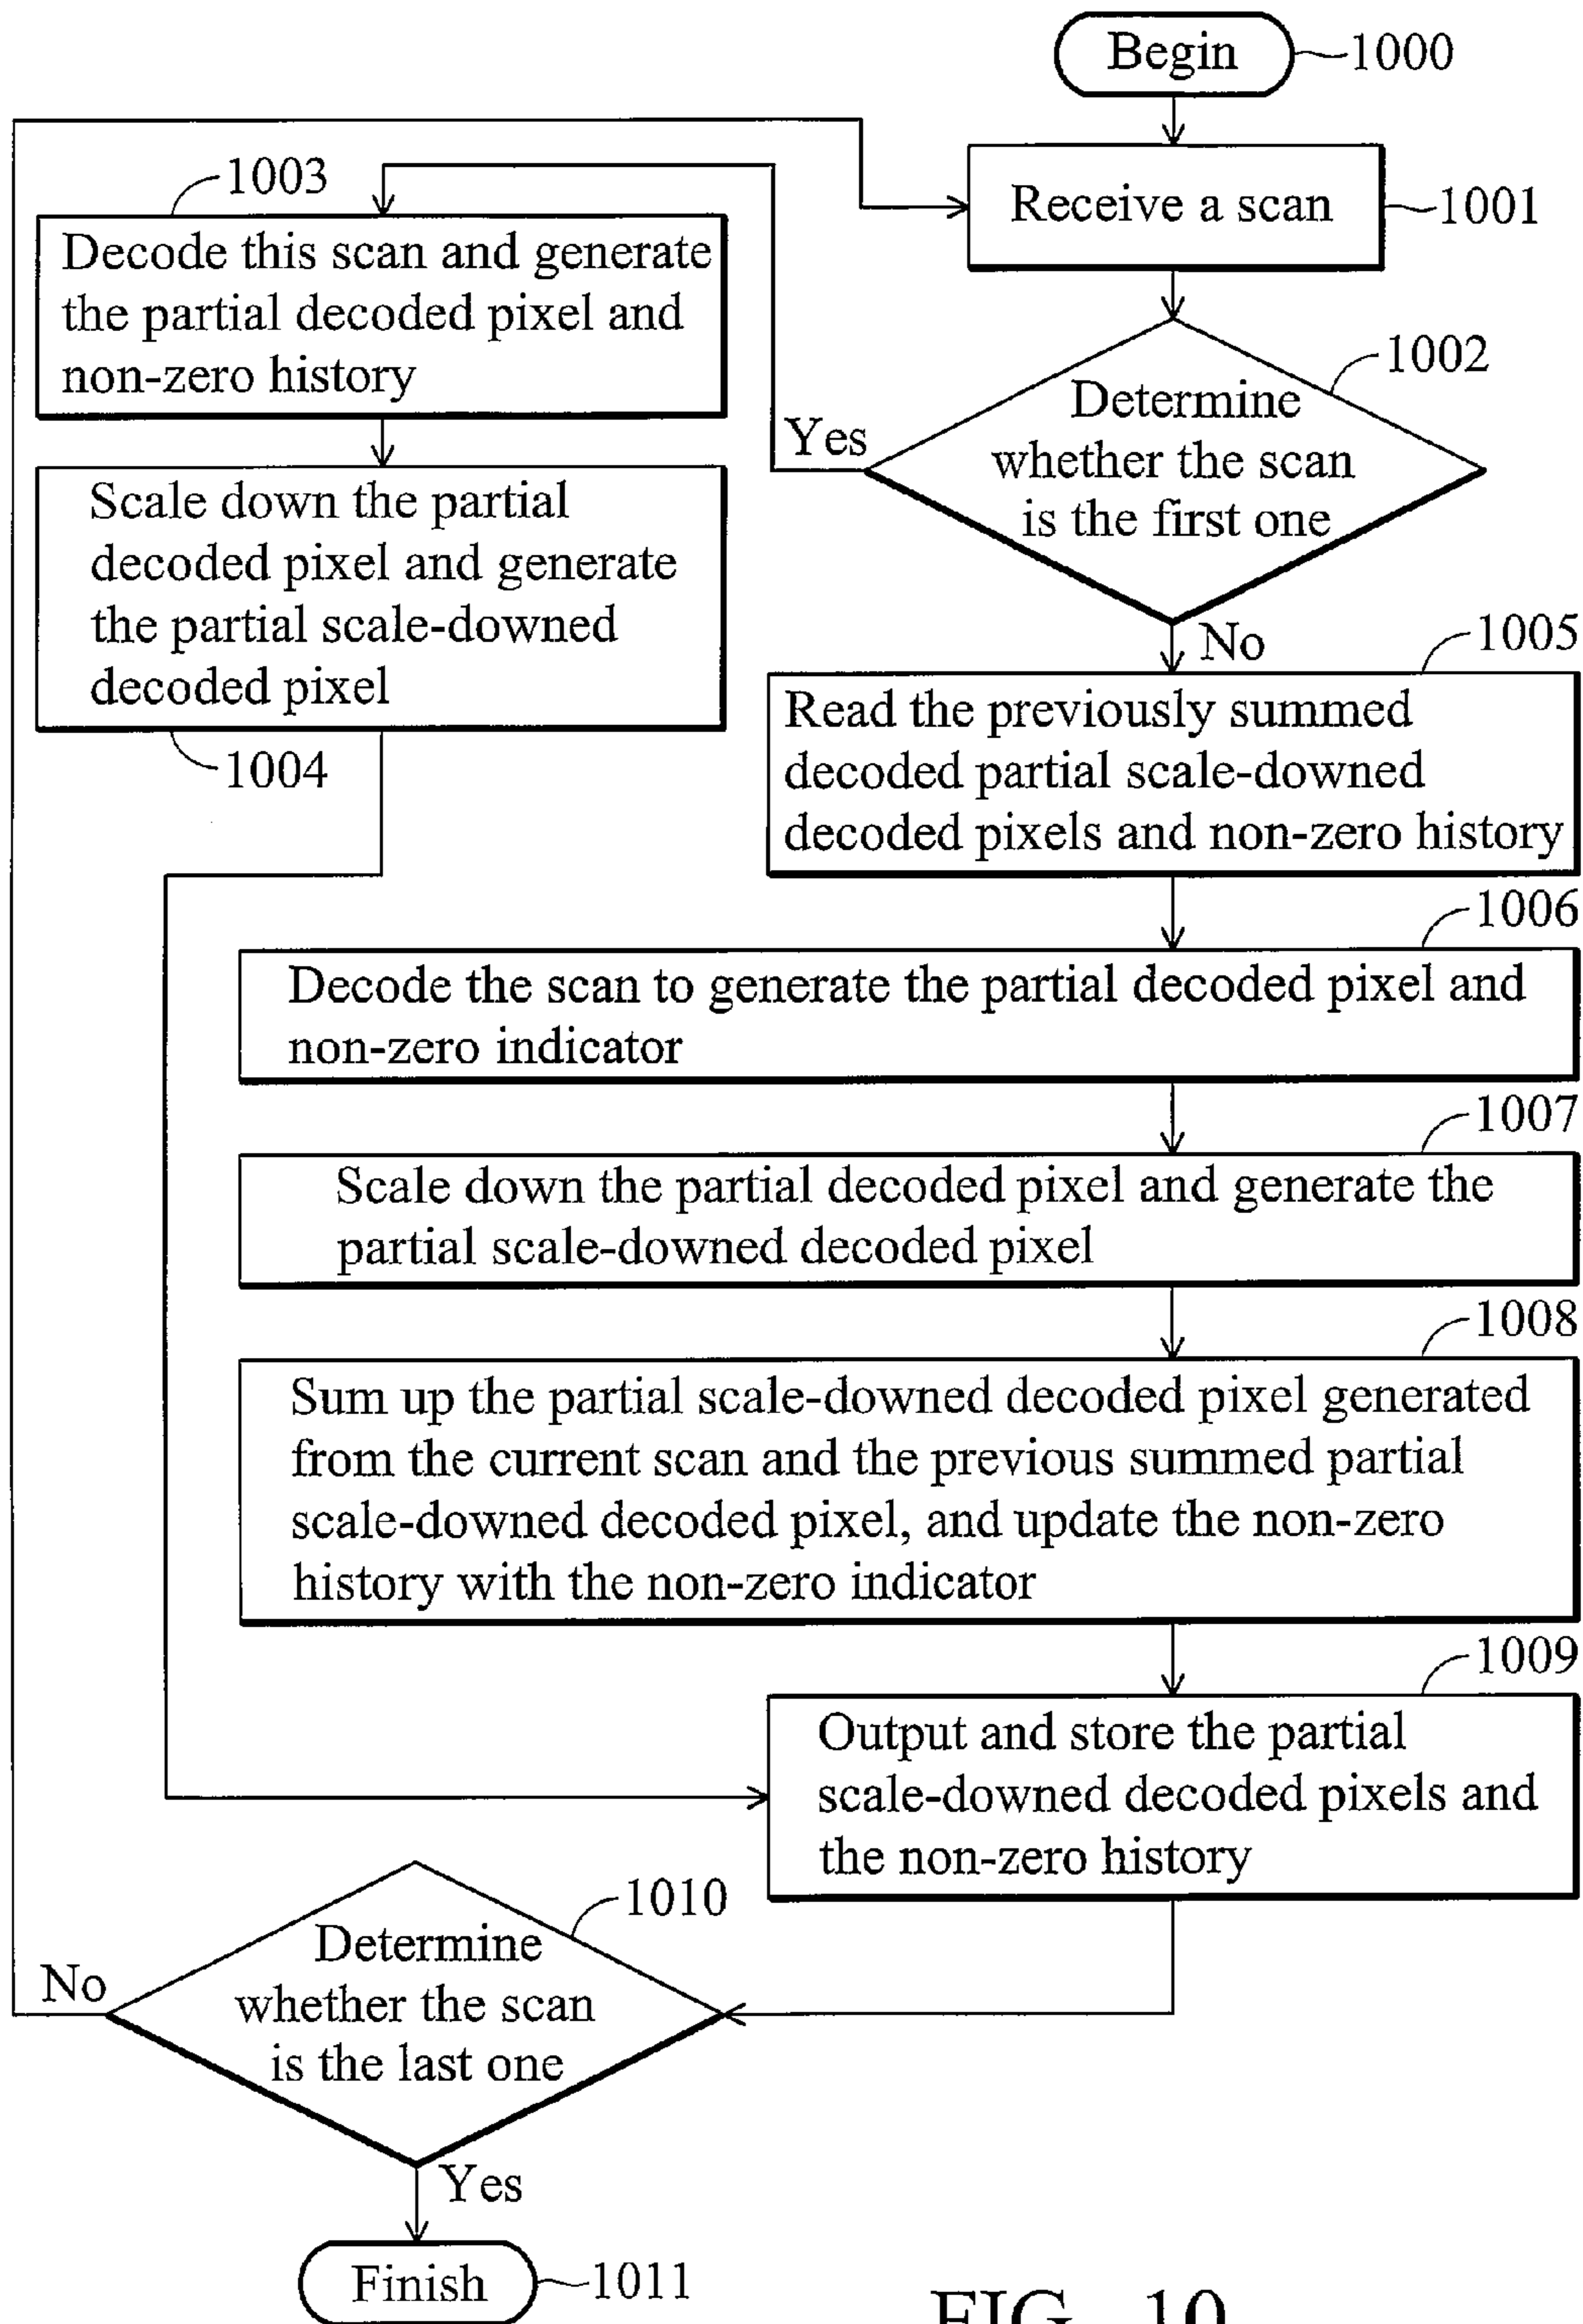 Begin
1000
Receive a scan
1001
1002
Determine
whether the scan
is the first one
Yes
No
1003
Decode this scan and generate
the partial decoded pixel and
non-zero history
Scale down the partial
decoded pixel and generate
the partial scale-downed
decoded pixel
1004
1005
Read the previously summed
decoded partial scale-downed
decoded pixels and non-zero history
1006
Decode the scan to generate the partial decoded pixel and
non-zero indicator
1007
Scale down the partial decoded pixel and generate the
partial scale-downed decoded pixel
1008
Sum up the partial scale-downed decoded pixel generated
from the current scan and the previous summed partial
scale-downed decoded pixel, and update the non-zero
history with the non-zero indicator
1009
Output and store the partial
scale-downed decoded pixels and
the non-zero history
1010
Determine
whether the scan
is the last one
No
Yes
Finish
1011
FIG. 10